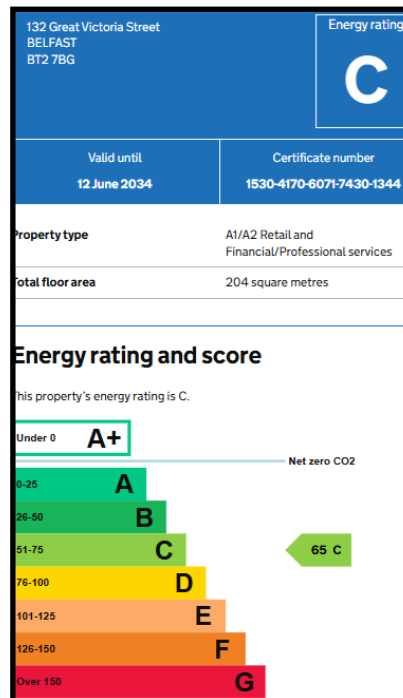 132 Great Victoria Street
BELFAST
BT2 7BG
Energy rating
C
Valid until
12 June 2034
Certificate number
1530-4170-6071-7430-1344
Property type
A1/A2 Retail and
Financial/Professional services
Total floor area
204 square metres
Energy rating and score
This property's energy rating is C.
Under 0 A+
Net zero CO2
0-25 A
26-50 B
51-75 C
65 C
76-100 D
101-125 E
126-150 F
Over 150 G